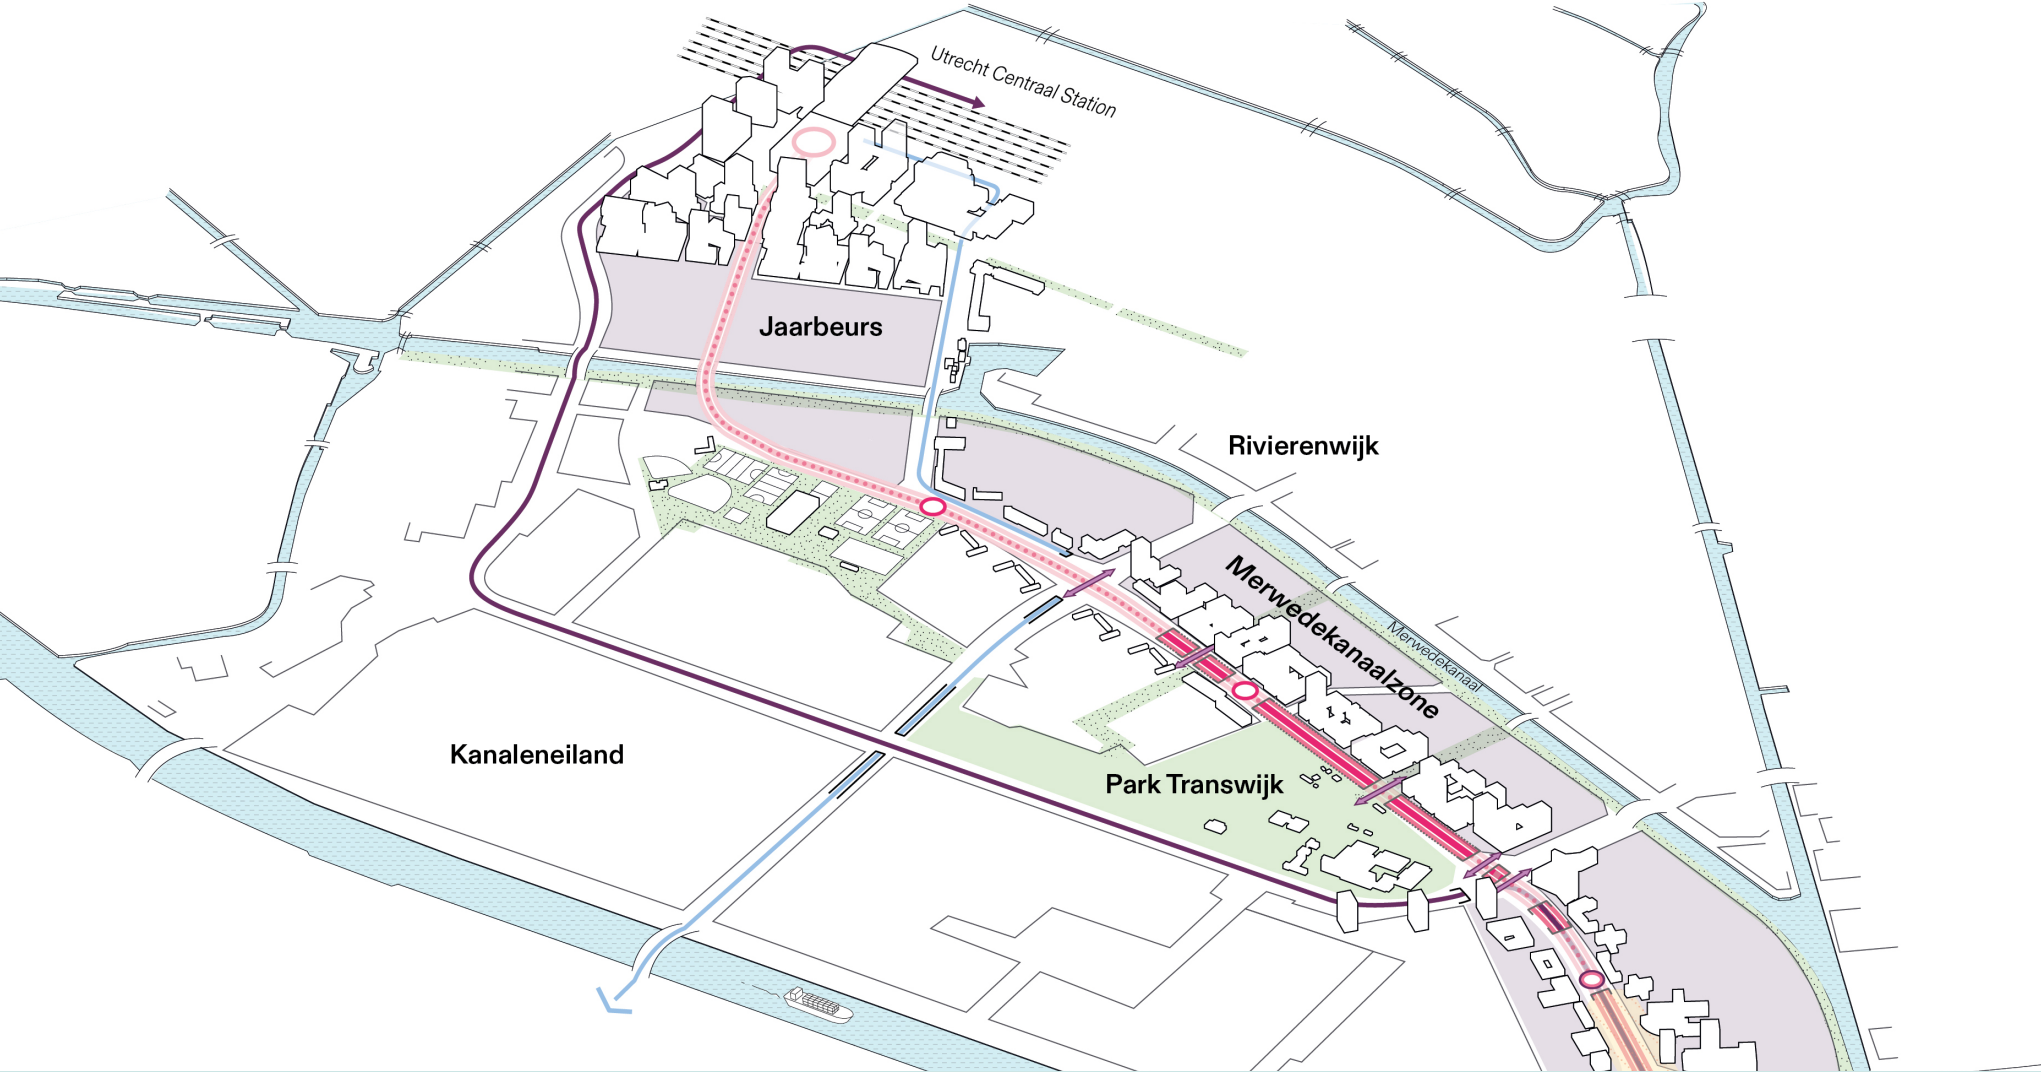 Utrecht Centraal Station
Jaarbeurs
Rivierenwijk
Merwedekanaalzone
Merwedekanaal
Kanaleneiland
Park Transwijk